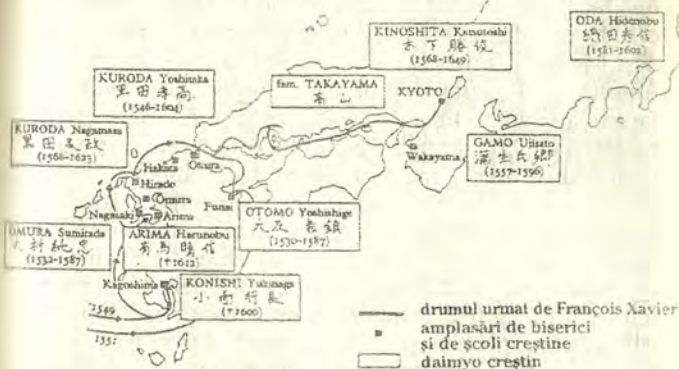 ODA Hidenobu
織田秀信
(1581-1602)
KINOSHITA Katsutoshi
木下勝俊
(1568-1649)
KURODA Yoshitaka
黒田孝高
(1546-1604)
fam. TAKAYAMA
高山
KYOTO
KURODA Nagamasa
黒田長政
(1568-1623)
GAMO Ujisato
蒲生氏郷
(1557-1596)
Wakayama
Hakata
Okura
Hirado
Omura
Nagasaki
Arima
Funai
OTOMO Yoshishige
大友義鎮
(1530-1587)
OMURA Sumirada
大村純忠
(1532-1587)
ARIMA Harunobu
有馬晴信
(†1612)
Kagoshima
KONISHI Yukinaga
小西行長
(†1600)
1549
1551
drumul urmat de François Xavier
amplasări de biserici
și de școli creștine
daimyo creștin